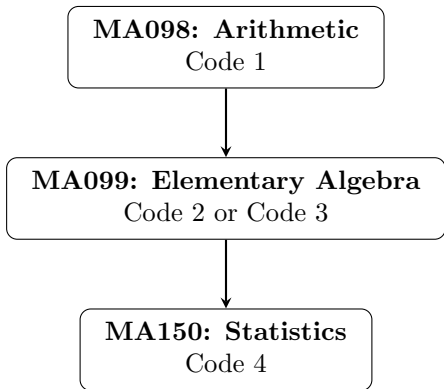 MA098: Arithmetic
Code 1
MA099: Elementary Algebra
Code 2 or Code 3
MA150: Statistics
Code 4